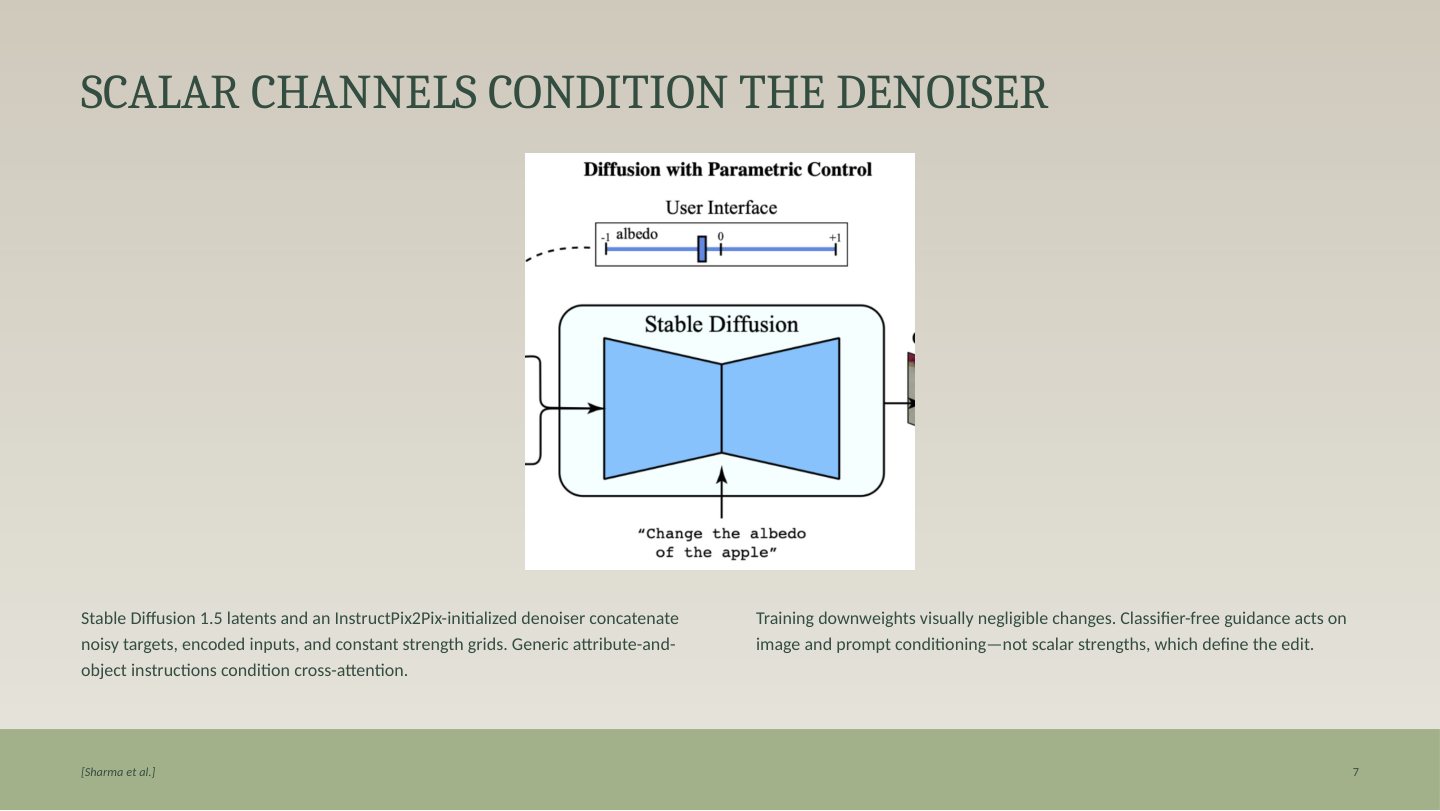 SCALAR CHANNELS CONDITION THE DENOISER
Diffusion with Parametric Control
User Interface
-1 albedo 0 +1
Stable Diffusion
“Change the albedo
of the apple”
Stable Diffusion 1.5 latents and an InstructPix2Pix-initialized denoiser concatenate
noisy targets, encoded inputs, and constant strength grids. Generic attribute-and-
object instructions condition cross-attention.
Training downweights visually negligible changes. Classifier-free guidance acts on
image and prompt conditioning—not scalar strengths, which define the edit.
[Sharma et al.]
7